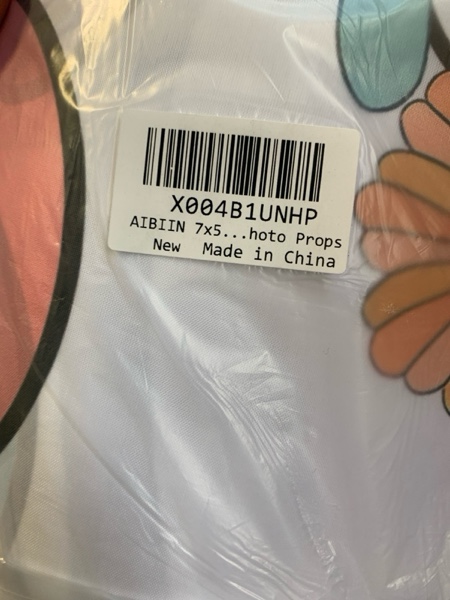 X004B1UNHP
AIBIIN 7x5...hoto Props
New Made in China